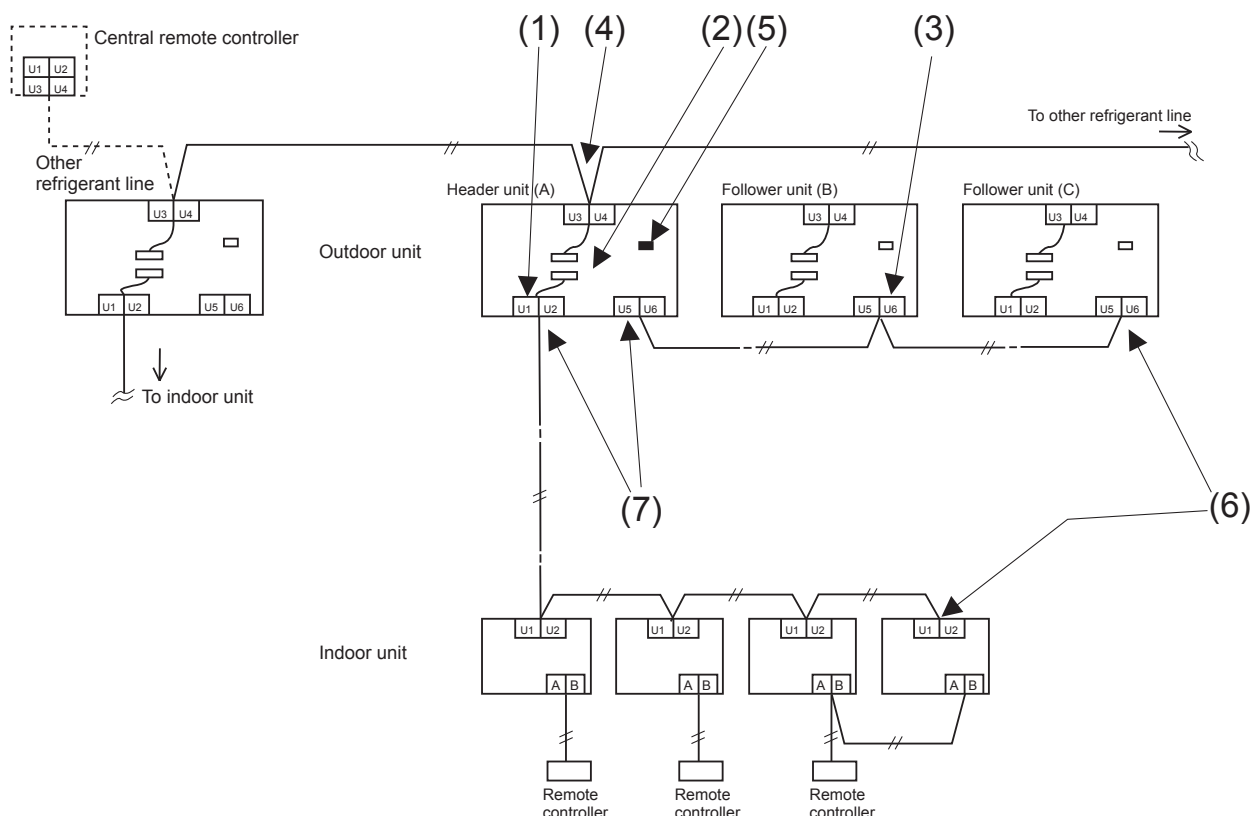 (1) (4) (2) (5) (3)
Central remote controller
U1 U2
U3 U4
To other refrigerant line
Other
refrigerant line
Header unit (A)
Follower unit (B)
Follower unit (C)
U3 U4
U3 U4
U3 U4
U3 U4
Outdoor unit
U1 U2
U5 U6
U1 U2
U5 U6
U1 U2
U5 U6
U1 U2
U5 U6
To indoor unit
(7)
(6)
U1 U2
U1 U2
U1 U2
U1 U2
Indoor unit
A B
A B
A B
A B
Remote
controller
Remote
controller
Remote
controller